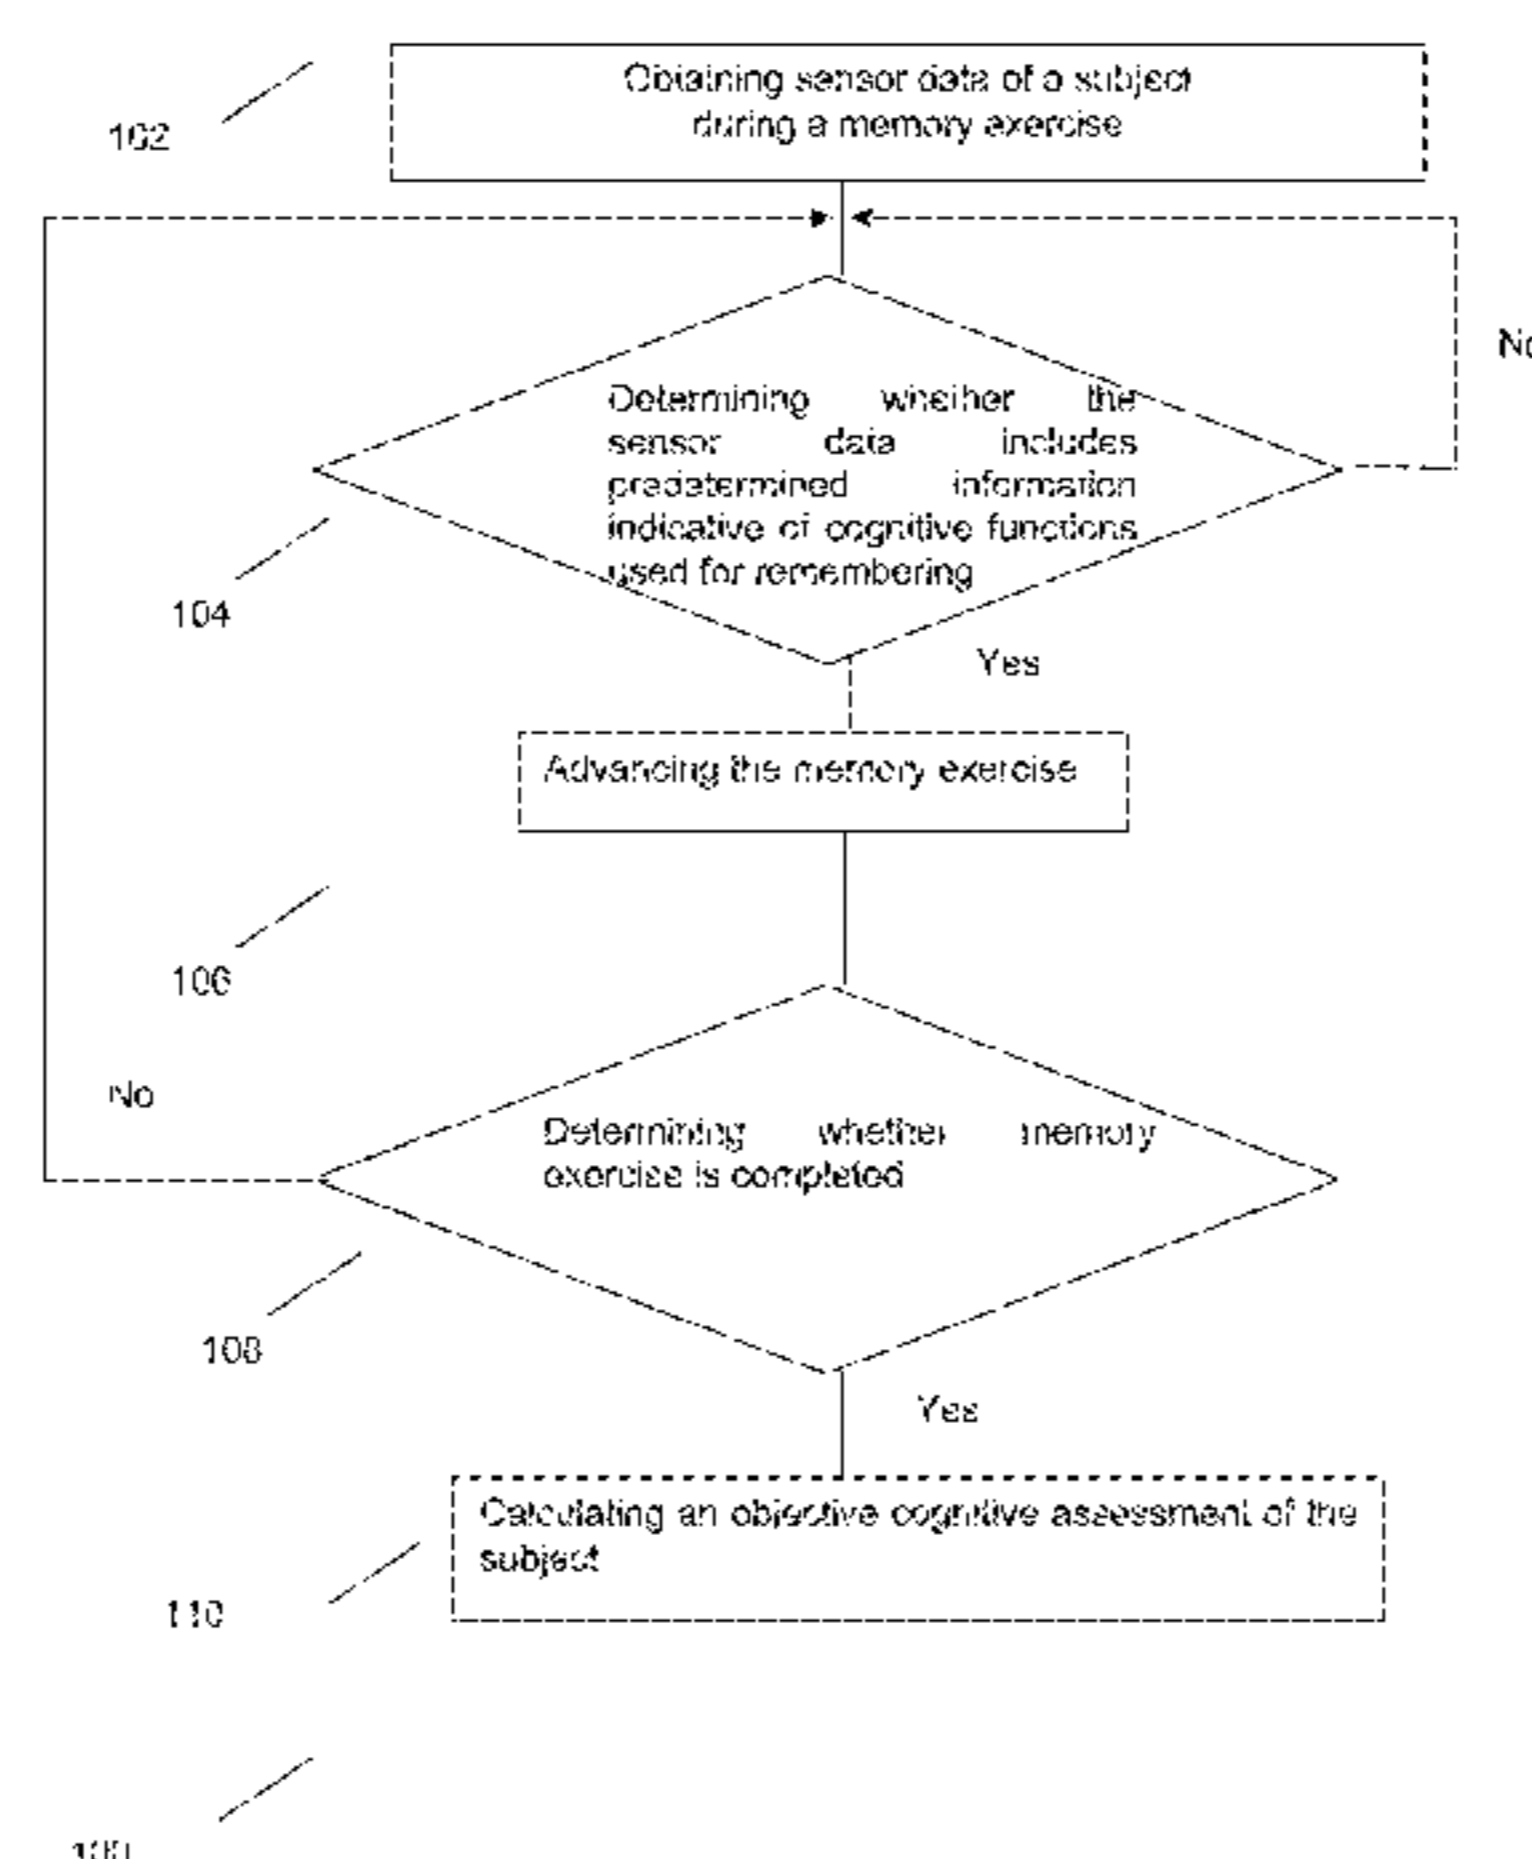 Obtaining sensor data of a subject
during a memory exercise
102
No
Determining whether the
sensor data includes
predetermined information
indicative of cognitive functions
used for remembering
104
Yes
Advancing the memory exercise
106
No
Determining whether memory
exercise is completed
108
Yes
Calculating an objective cognitive assessment of the
subject
110
100